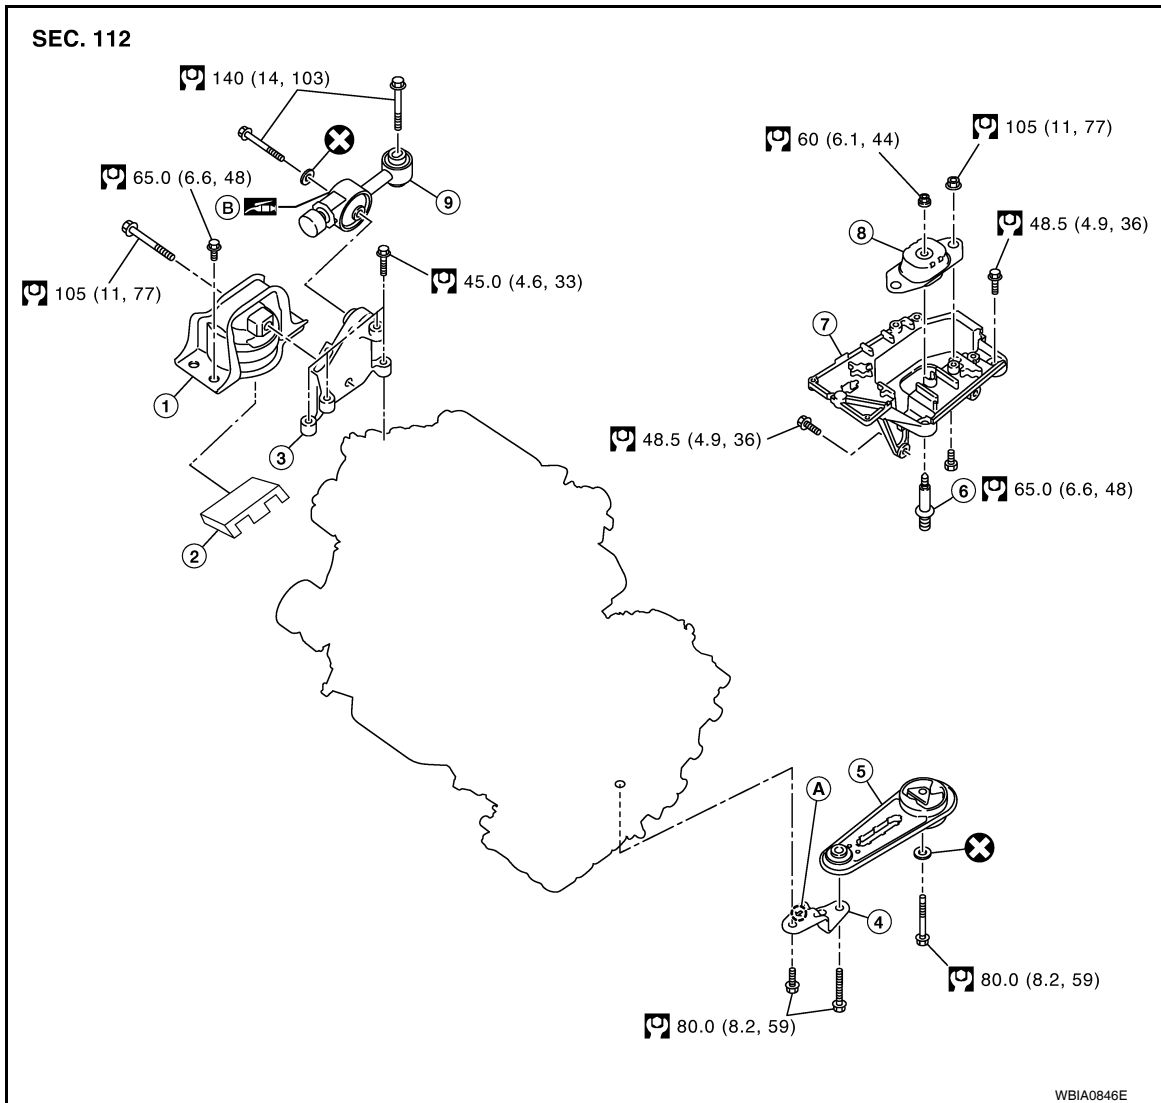 SEC. 112
140 (14, 103)
60 (6.1, 44)
105 (11, 77)
65.0 (6.6, 48)
B
9
8
48.5 (4.9, 36)
105 (11, 77)
45.0 (4.6, 33)
7
1
3
48.5 (4.9, 36)
6
65.0 (6.6, 48)
2
5
A
4
80.0 (8.2, 59)
80.0 (8.2, 59)
WBIA0846E